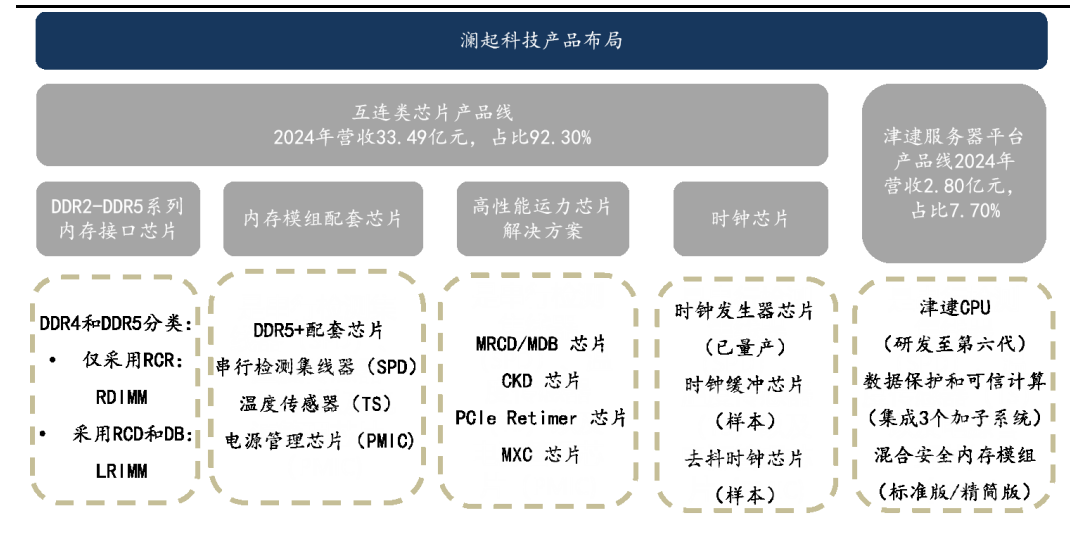 澜起科技产品布局
互连类芯片产品线
2024年营收33.49亿元，占比92.30%
津逮服务器平台
产品线2024年
营收2.80亿元，
占比7.70%
DDR2-DDR5系列
内存接口芯片
内存模组配套芯片
高性能运力芯片
解决方案
时钟芯片
DDR4和DDR5分类：
• 仅采用RCR：
RDIMM
• 采用RCD和DB：
LRIMM
DDR5+配套芯片
串行检测集线器（SPD）
温度传感器（TS）
电源管理芯片（PMIC）
MRCD/MDB 芯片
CKD 芯片
PCIe Retimer 芯片
MXC 芯片
时钟发生器芯片
（已量产）
时钟缓冲芯片
（样本）
去抖时钟芯片
（样本）
津逮CPU
（研发至第六代）
数据保护和可信计算
（集成3个加子系统）
混合安全内存模组
（标准版/精简版）